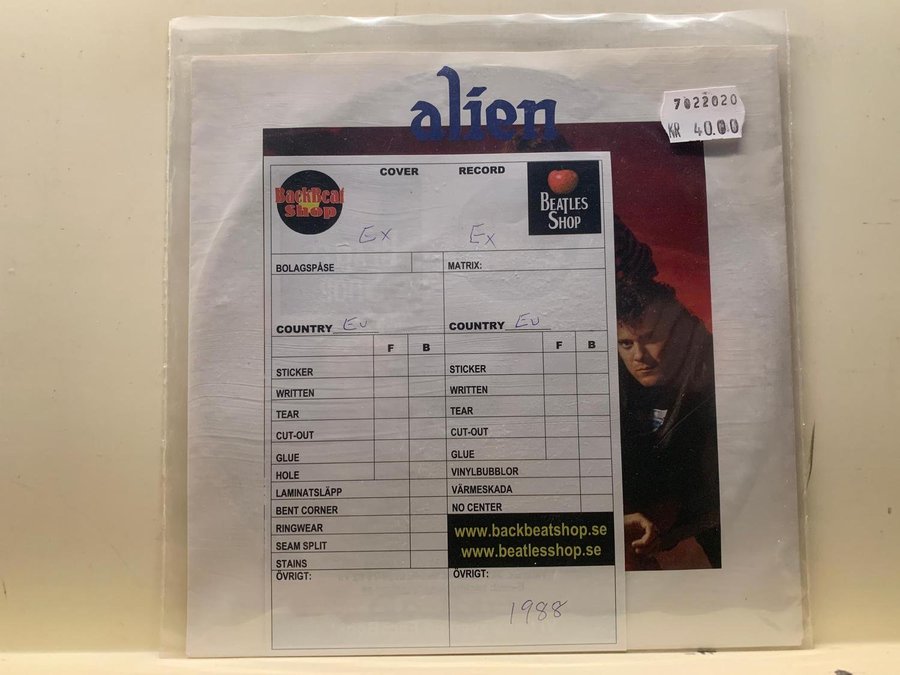 alien
7022020
KR 40.00
COVER RECORD
BackBeat
Shop
BEATLES
SHOP
Ex Ex
BOLAGSPÅSE MATRIX:
COUNTRY EU COUNTRY EU
F B F B
STICKER STICKER
WRITTEN WRITTEN
TEAR TEAR
CUT-OUT CUT-OUT
GLUE GLUE
HOLE VINYLBUBBLOR
LAMINATSLÄPP VÄRMESKADA
BENT CORNER NO CENTER
RINGWEAR www.backbeatshop.se
SEAM SPLIT www.beatlesshop.se
STAINS
ÖVRIGT: ÖVRIGT:
1988